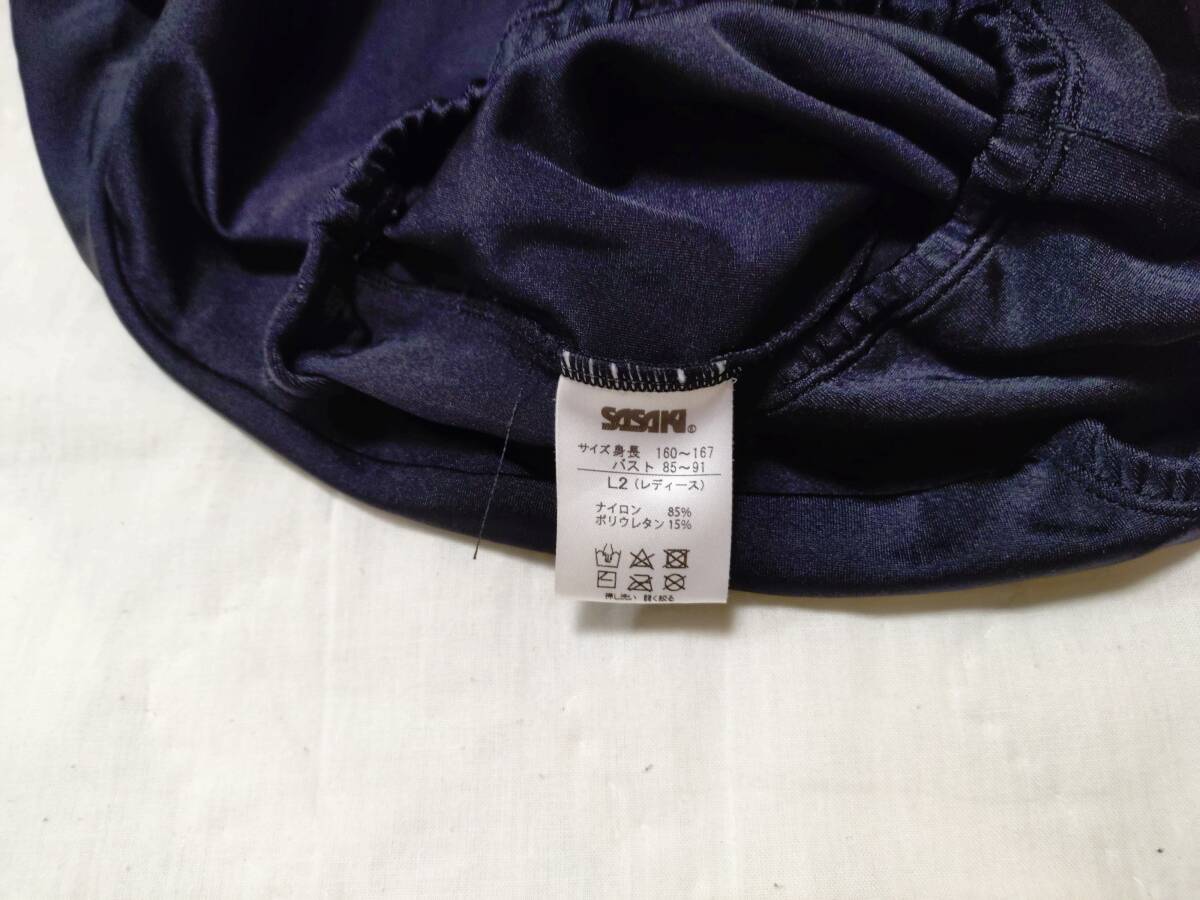 SASAKI®
サイズ 身長 160～167
バスト 85～91
L2（レディース）
ナイロン 85%
ポリウレタン 15%
押し洗い 軽く絞る